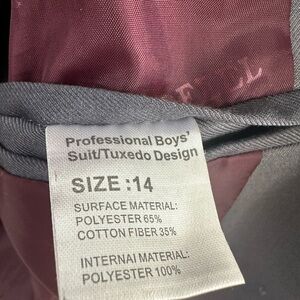 Professional Boys'
Suit/Tuxedo Design
SIZE :14
SURFACE MATERIAL:
POLYESTER 65%
COTTON FIBER 35%
INTERNAI MATERIAL:
POLYESTER 100%